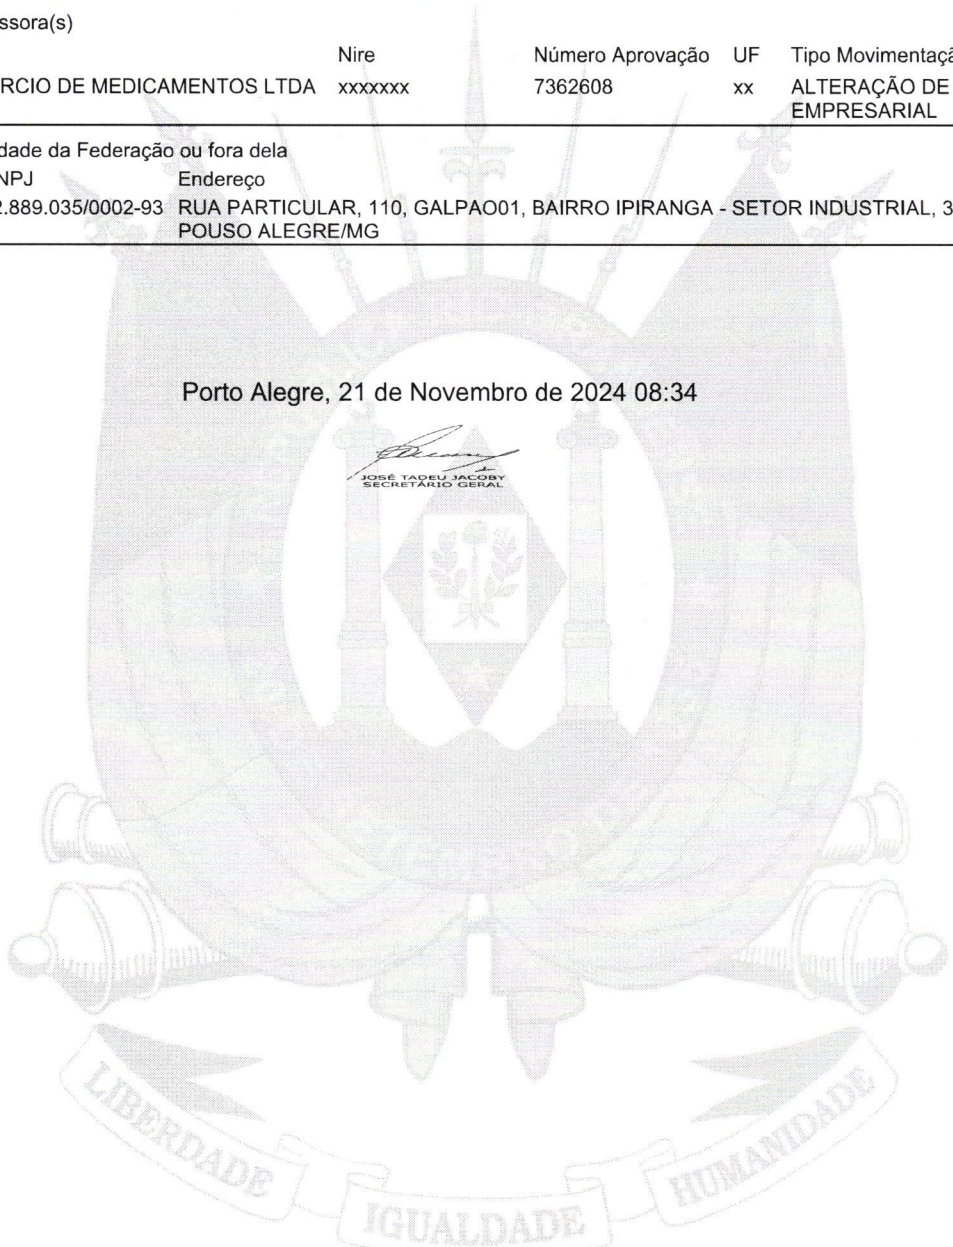 ssora(s)
Nire Número Aprovação UF Tipo Movimentaçã
RCIO DE MEDICAMENTOS LTDA xxxxxxx 7362608 xx ALTERAÇÃO DE
EMPRESARIAL
dade da Federação ou fora dela
NPJ Endereço
2.889.035/0002-93 RUA PARTICULAR, 110, GALPAO01, BAIRRO IPIRANGA - SETOR INDUSTRIAL, 3
POUSO ALEGRE/MG
Porto Alegre, 21 de Novembro de 2024 08:34
JOSÉ TADEU JACOBY
SECRETÁRIO GERAL
LIBERDADE
IGUALDADE
HUMANIDADE